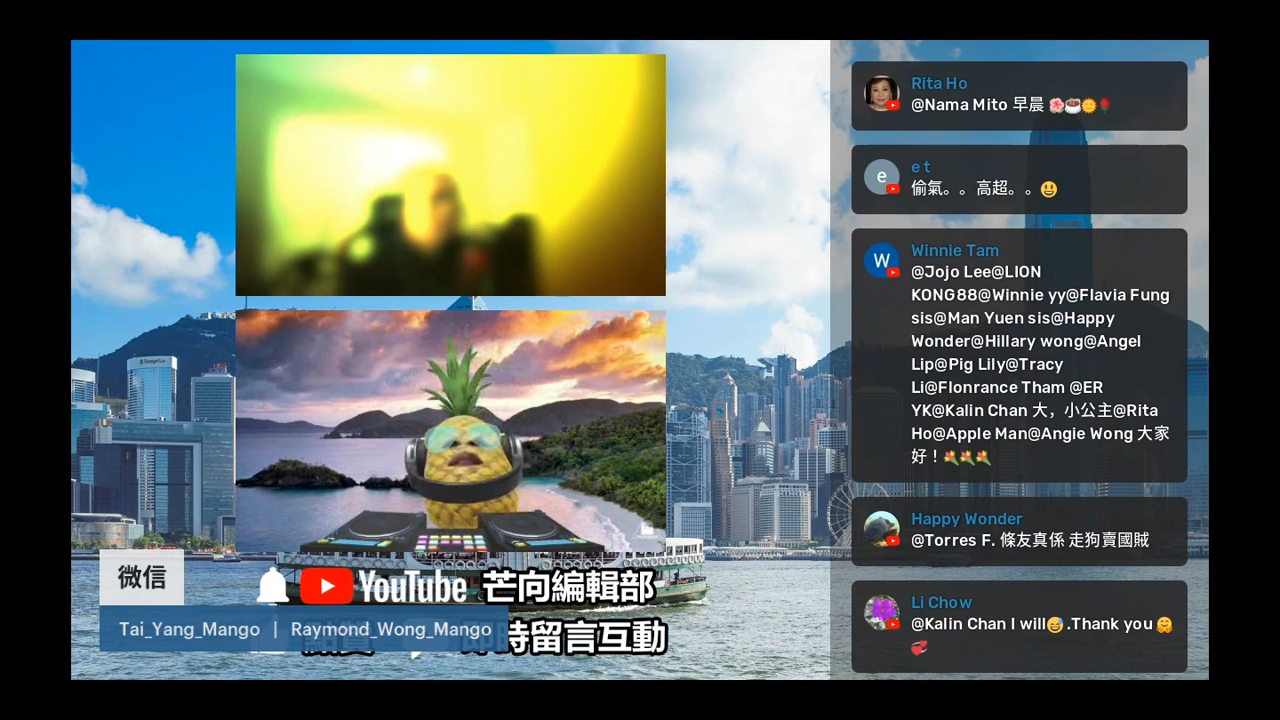 Rita Ho
@Nama Mito 早晨 🌺☕🌞🌹
e t
偷氣。。高超。。😃
Winnie Tam
@Jojo Lee@LION
KONG88@Winnie yy@Flavia Fung
sis@Man Yuen sis@Happy
Wonder@Hillary wong@Angel
Lip@Pig Lily@Tracy
Li@Flonrance Tham @ER
YK@Kalin Chan 大，小公主@Rita
Ho@Apple Man@Angie Wong 大家
好！💐💐💐
Happy Wonder
@Torres F. 條友真係 走狗賣國賊
Li Chow
@Kalin Chan I will😅.Thank you 🤗
💞
微信
Tai_Yang_Mango | Raymond_Wong_Mango
YouTube 芒向編輯部
時留言互動
e
W